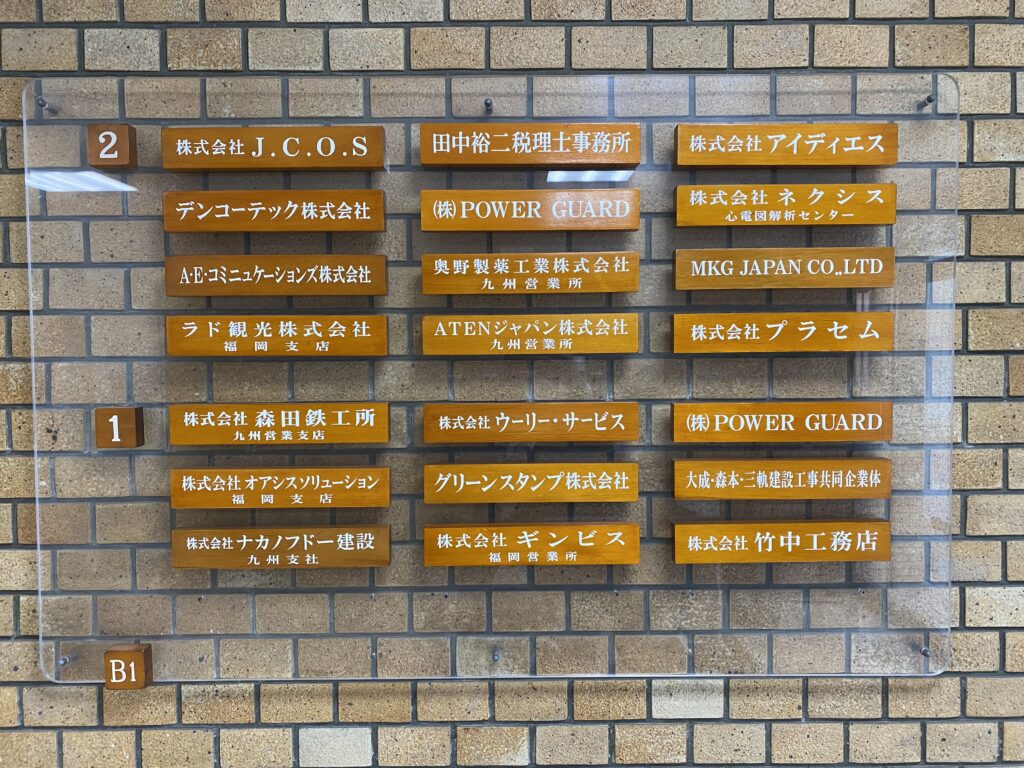 2
株式会社 J.C.O.S
田中裕二税理士事務所
株式会社 アイディエス
デンコーテック株式会社
㈱ POWER GUARD
株式会社 ネクシス
心電図解析センター
A・E・コミニュケーションズ株式会社
奥野製薬工業株式会社
九州営業所
MKG JAPAN CO.,LTD
ラド観光株式会社
福岡支店
ATENジャパン株式会社
九州営業所
株式会社 プラセム
1
株式会社 森田鉄工所
九州営業支店
株式会社 ウーリー・サービス
㈱ POWER GUARD
株式会社 オアシスソリューション
福岡支店
グリーンスタンプ株式会社
大成・森本・三軌建設工事共同企業体
株式会社 ナカノフドー建設
九州支社
株式会社 ギンビス
福岡営業所
株式会社 竹中工務店
B1